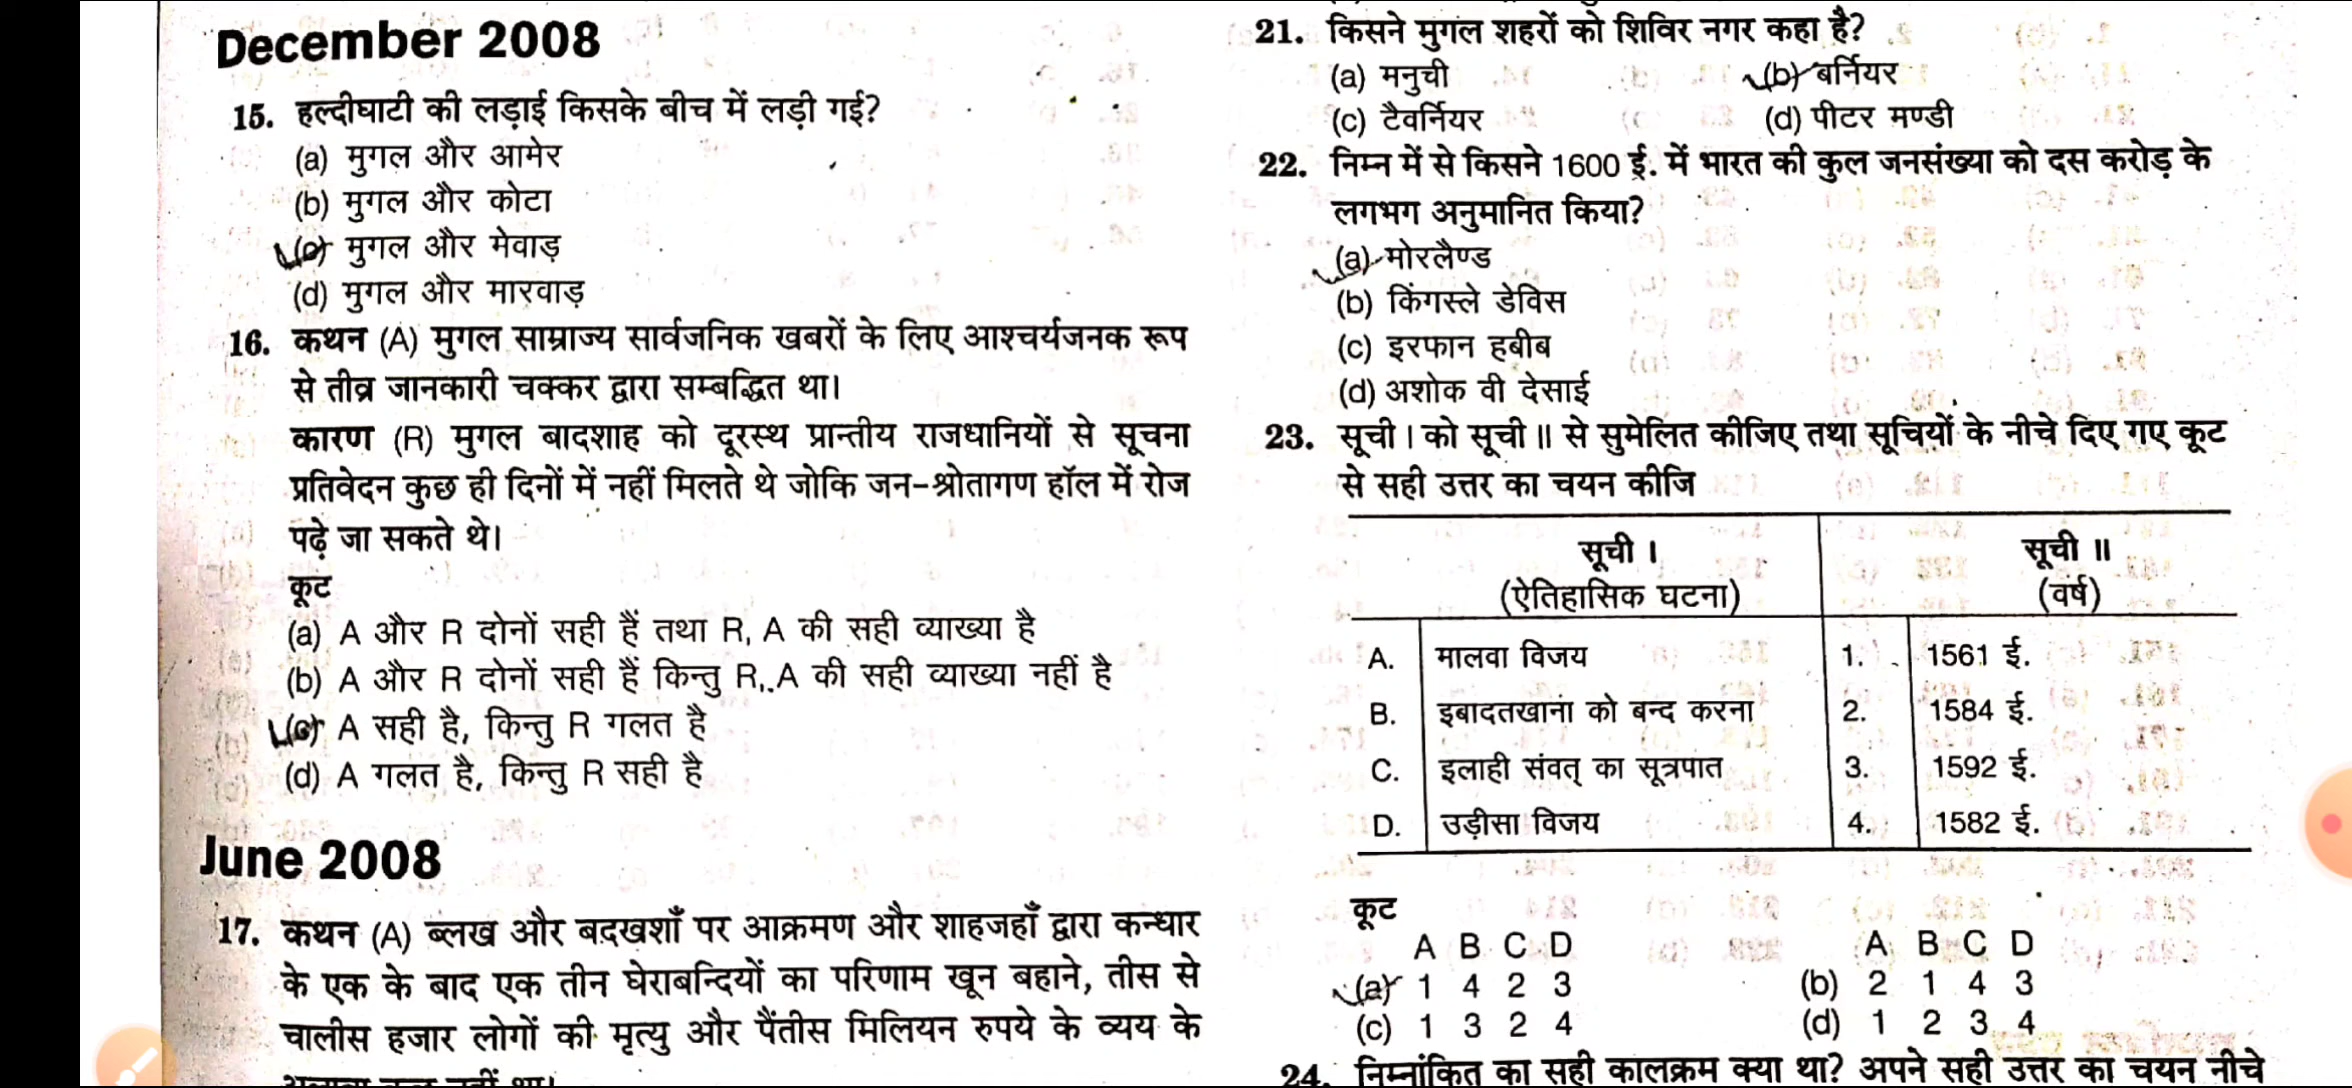 December 2008
15. हल्दीघाटी की लड़ाई किसके बीच में लड़ी गई?
(a) मुगल और आमेर
(b) मुगल और कोटा
(c) मुगल और मेवाड़
(d) मुगल और मारवाड़
16. कथन (A) मुगल साम्राज्य सार्वजनिक खबरों के लिए आश्चर्यजनक रूप
से तीव्र जानकारी चक्कर द्वारा सम्बद्धित था।
कारण (R) मुगल बादशाह को दूरस्थ प्रान्तीय राजधानियों से सूचना
प्रतिवेदन कुछ ही दिनों में नहीं मिलते थे जोकि जन-श्रोतागण हॉल में रोज
पढ़े जा सकते थे।
कूट
(a) A और R दोनों सही हैं तथा R, A की सही व्याख्या है
(b) A और R दोनों सही हैं किन्तु R, A की सही व्याख्या नहीं है
(c) A सही है, किन्तु R गलत है
(d) A गलत है, किन्तु R सही है
June 2008
17. कथन (A) ब्लख और बदखशाँ पर आक्रमण और शाहजहाँ द्वारा कन्धार
के एक के बाद एक तीन घेराबन्दियों का परिणाम खून बहाने, तीस से
चालीस हजार लोगों की मृत्यु और पैंतीस मिलियन रुपये के व्यय के
21. किसने मुगल शहरों को शिविर नगर कहा है?
(a) मनुची (b) बर्नियर
(c) टैवर्नियर (d) पीटर मण्डी
22. निम्न में से किसने 1600 ई. में भारत की कुल जनसंख्या को दस करोड़ के
लगभग अनुमानित किया?
(a) मोरलैण्ड
(b) किंगस्ले डेविस
(c) इरफान हबीब
(d) अशोक वी देसाई
23. सूची I को सूची II से सुमेलित कीजिए तथा सूचियों के नीचे दिए गए कूट
से सही उत्तर का चयन कीजि
सूची I सूची II
(ऐतिहासिक घटना) (वर्ष)
A. मालवा विजय 1. 1561 ई.
B. इबादतखाना को बन्द करना 2. 1584 ई.
C. इलाही संवत् का सूत्रपात 3. 1592 ई.
D. उड़ीसा विजय 4. 1582 ई.
कूट
A B C D A B C D
(a) 1 4 2 3 (b) 2 1 4 3
(c) 1 3 2 4 (d) 1 2 3 4
24. निम्नांकित का सही कालक्रम क्या था? अपने सही उत्तर का चयन नीचे